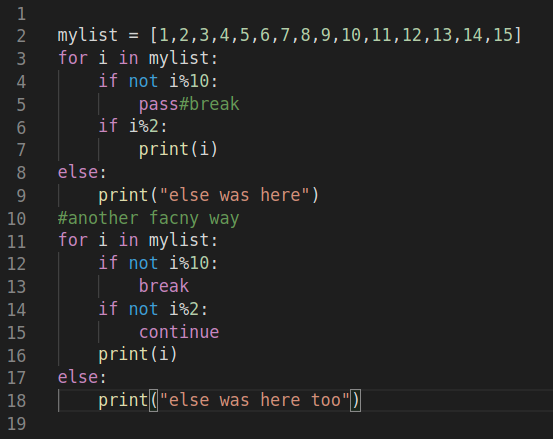 1
2 mylist = [1,2,3,4,5,6,7,8,9,10,11,12,13,14,15]
3 for i in mylist:
4     if not i%10:
5         pass#break
6     if i%2:
7         print(i)
8 else:
9     print("else was here")
10 #another facny way
11 for i in mylist:
12     if not i%10:
13         break
14     if not i%2:
15         continue
16     print(i)
17 else:
18     print("else was here too")
19